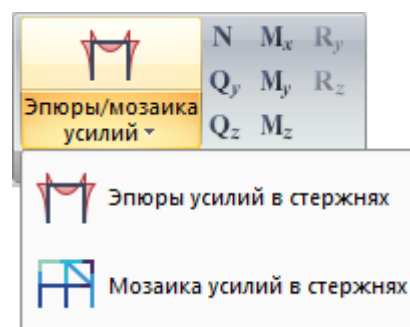 N Mx Ry
Qy My Rz
Эпюры/мозаика
усилий
Qz Mz
Эпюры усилий в стержнях
Мозаика усилий в стержнях